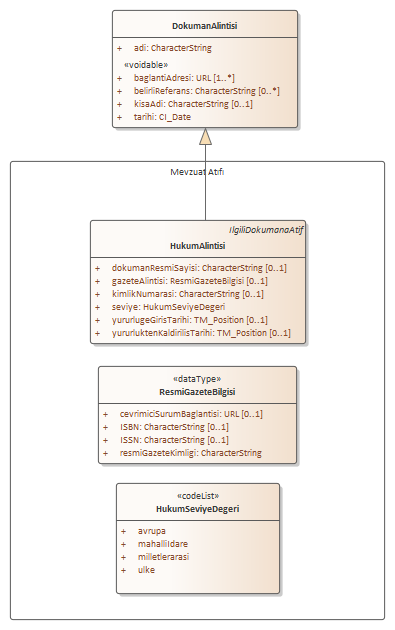 DokumanAlintisi
+ adi: CharacterString
«voidable»
+ baglantiAdresi: URL [1..*]
+ belirliReferans: CharacterString [0..*]
+ kisaAdi: CharacterString [0..1]
+ tarihi: CI_Date
Mevzuat Atıfı
IlgiliDokumanaAtif
HukumAlintisi
+ dokumanResmiSayisi: CharacterString [0..1]
+ gazeteAlintisi: ResmiGazeteBilgisi [0..1]
+ kimlikNumarasi: CharacterString [0..1]
+ seviye: HukumSeviyeDegeri
+ yururlugeGirisTarihi: TM_Position [0..1]
+ yururluktenKaldirilisTarihi: TM_Position [0..1]
«dataType»
ResmiGazeteBilgisi
+ cevrimiciSurumBaglantisi: URL [0..1]
+ ISBN: CharacterString [0..1]
+ ISSN: CharacterString [0..1]
+ resmiGazeteKimligi: CharacterString
«codeList»
HukumSeviyeDegeri
+ avrupa
+ mahalliIdare
+ milletlerarasi
+ ulke